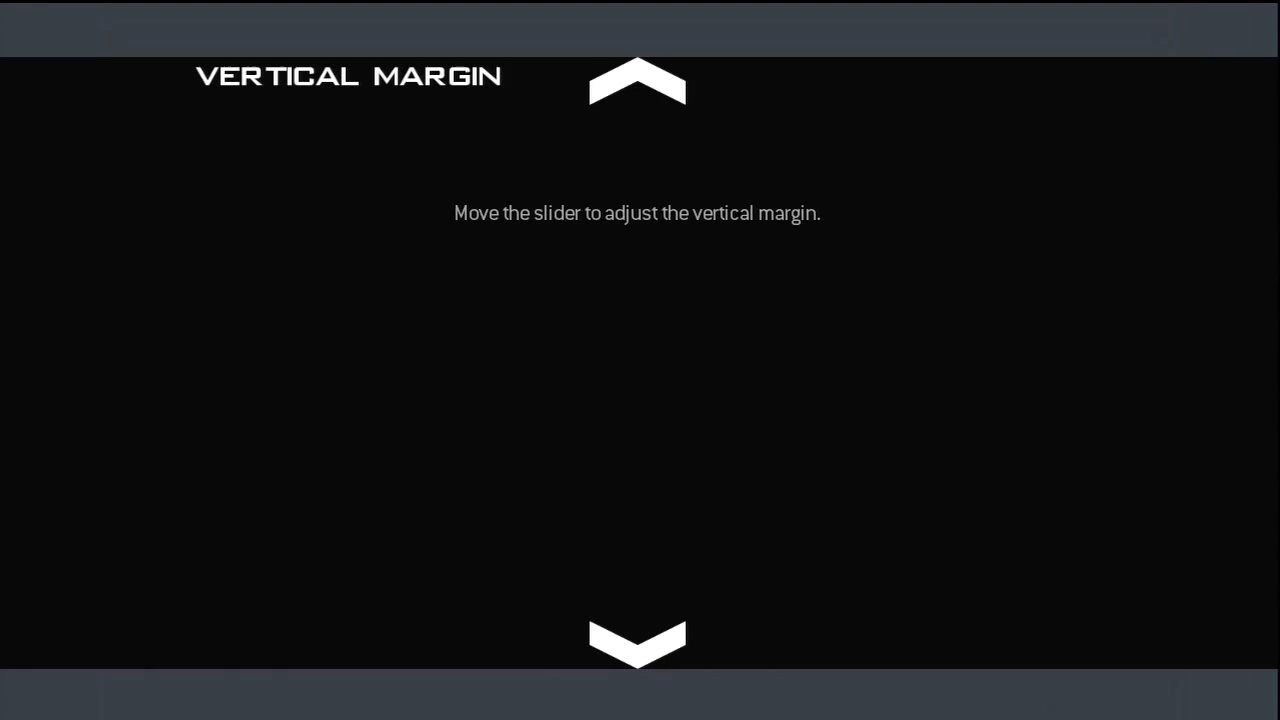 VERTICAL MARGIN
Move the slider to adjust the vertical margin.